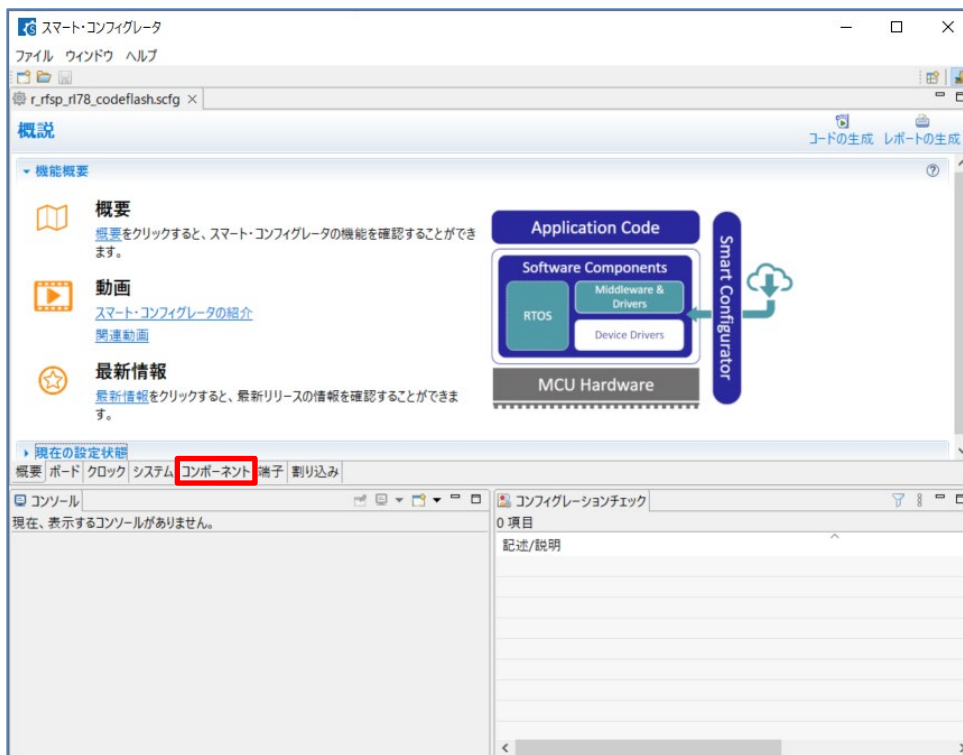 スマート・コンフィグレータ
ファイル ウィンドウ ヘルプ
r_rfsp_rl78_codeflash.scfg
概説
コードの生成 レポートの生成
機能概要
概要
概要をクリックすると、スマート・コンフィグレータの機能を確認することができ
ます。
動画
スマート・コンフィグレータの紹介
関連動画
最新情報
最新情報をクリックすると、最新リリースの情報を確認することができま
す。
Application Code
Software Components
RTOS
Middleware &
Drivers
Device Drivers
MCU Hardware
Smart Configurator
現在の設定状態
概要 ボード クロック システム コンポーネント 端子 割り込み
コンソール
現在、表示するコンソールがありません。
コンフィグレーションチェック
0 項目
記述/説明